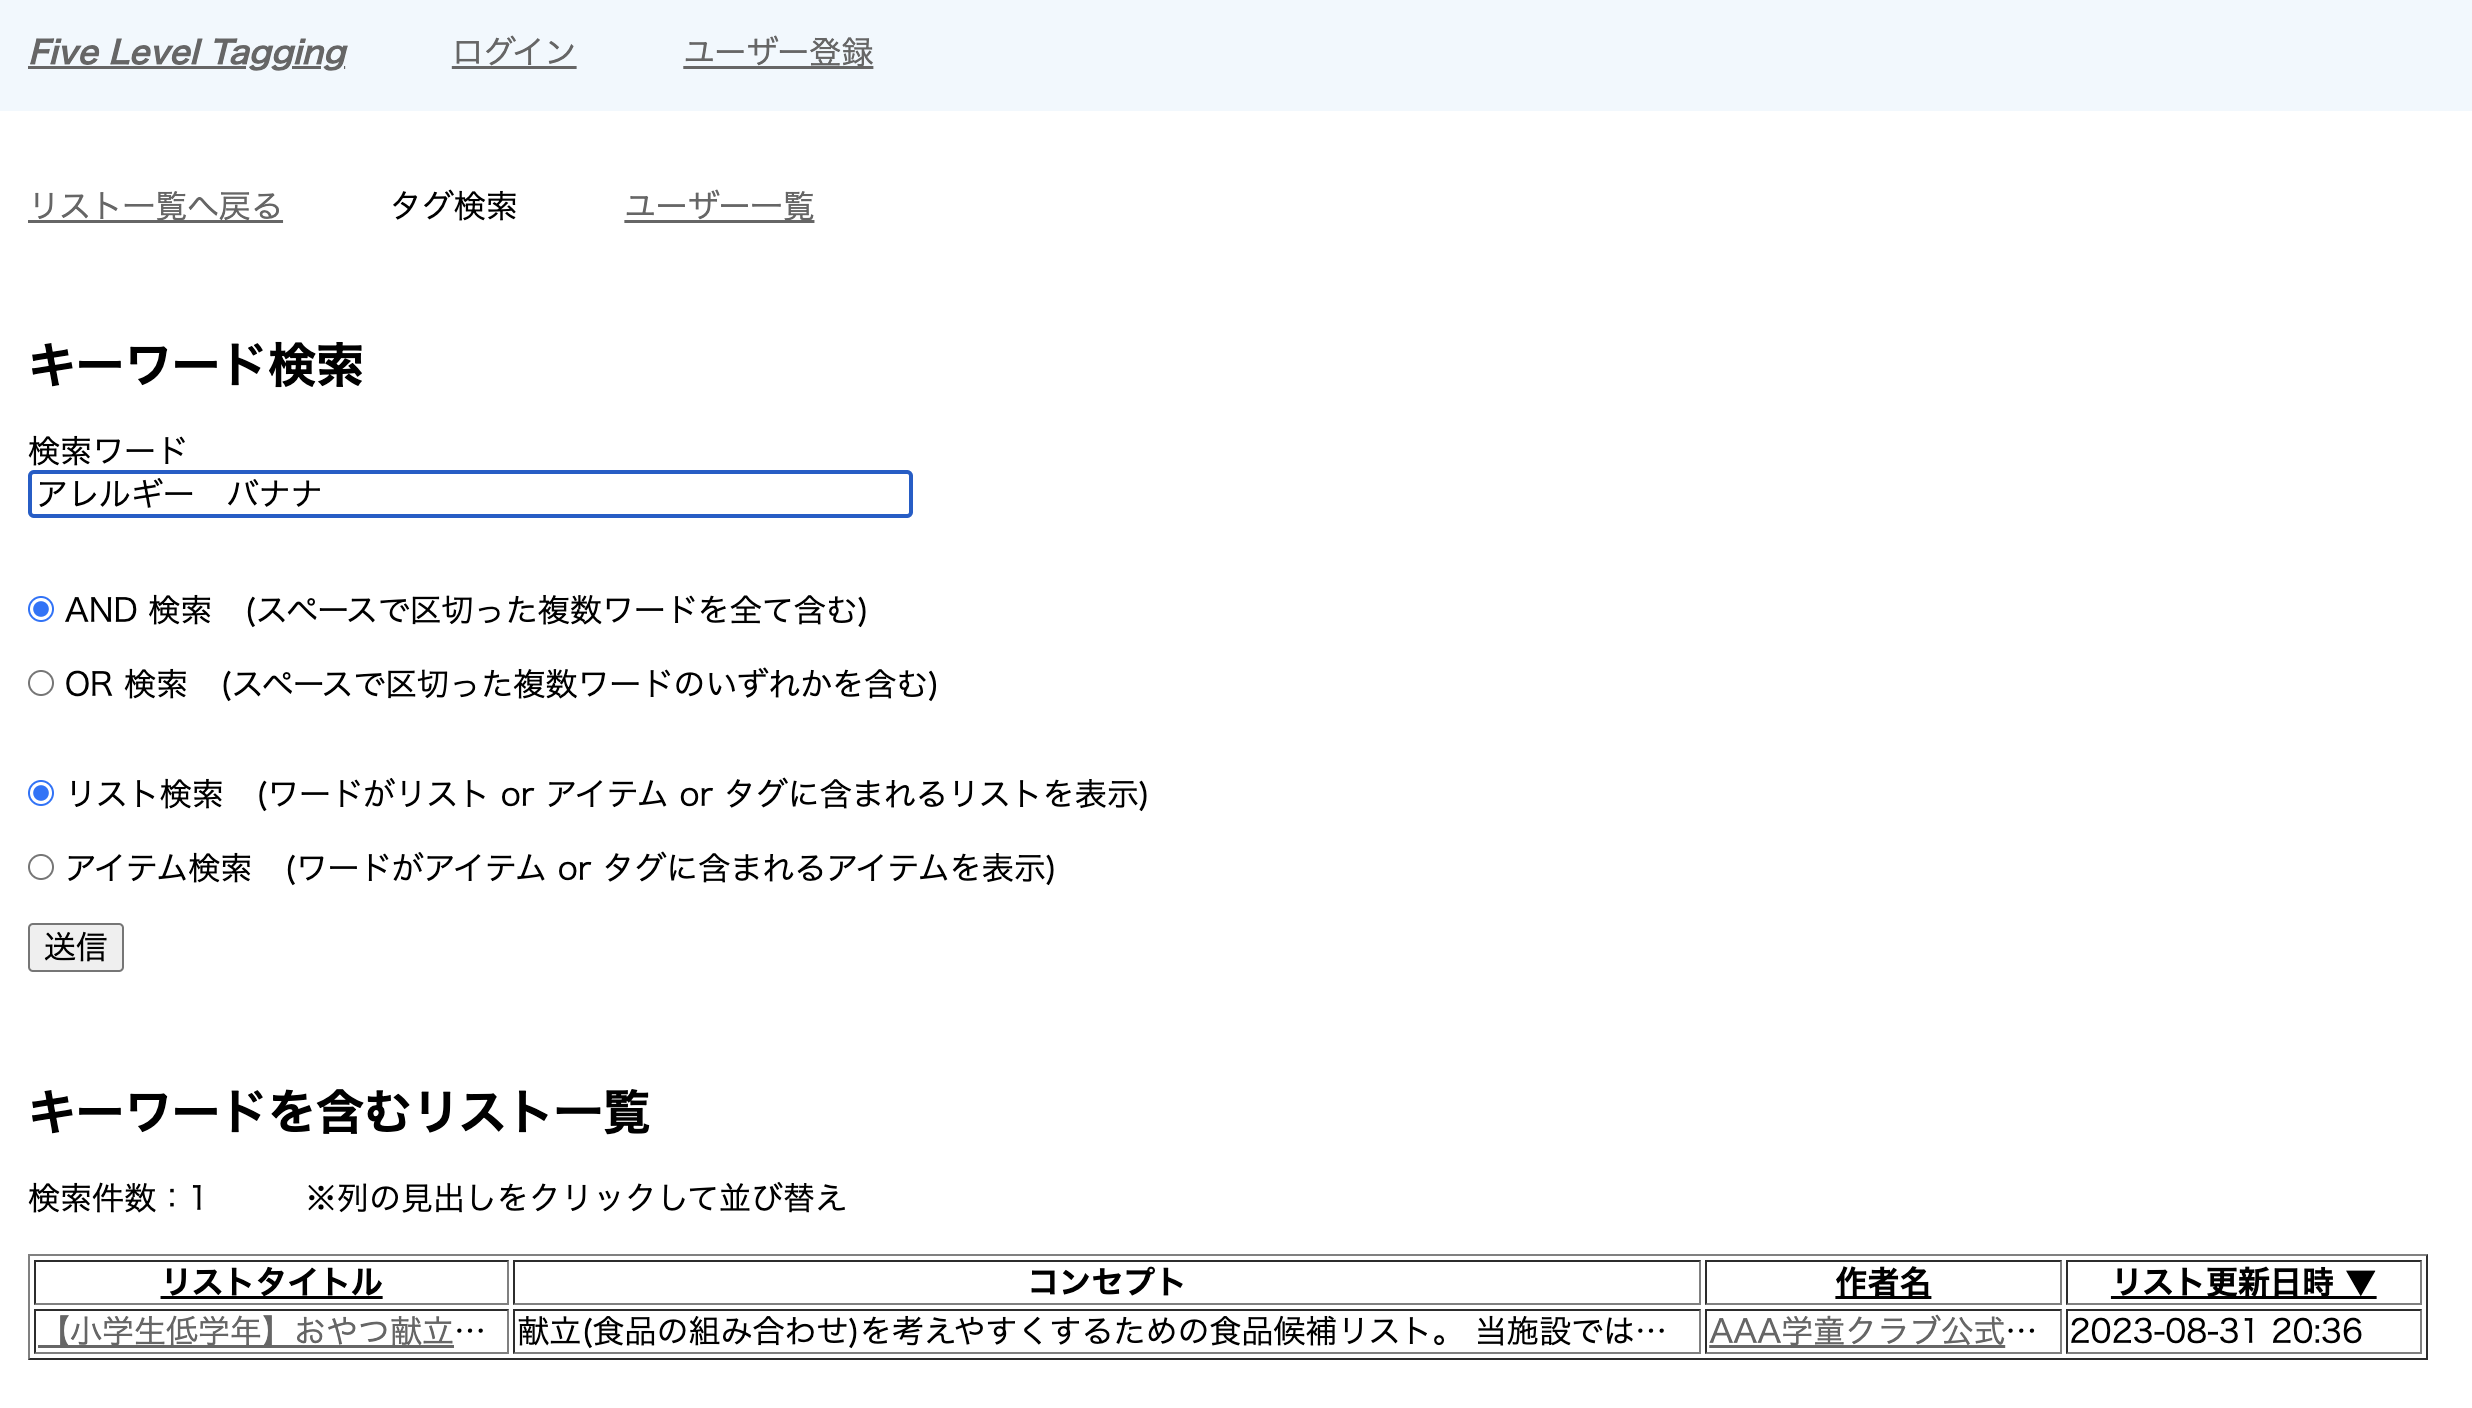 Five Level Tagging ログイン ユーザー登録
リスト一覧へ戻る タグ検索 ユーザー一覧
キーワード検索
検索ワード
アレルギー　バナナ
AND 検索　(スペースで区切った複数ワードを全て含む)
OR 検索　(スペースで区切った複数ワードのいずれかを含む)
リスト検索　(ワードがリスト or アイテム or タグに含まれるリストを表示)
アイテム検索　(ワードがアイテム or タグに含まれるアイテムを表示)
送信
キーワードを含むリスト一覧
検索件数：1 ※列の見出しをクリックして並び替え
リストタイトル コンセプト 作者名 リスト更新日時 ▼
【小学生低学年】おやつ献立… 献立(食品の組み合わせ)を考えやすくするための食品候補リスト。 当施設では… AAA学童クラブ公式… 2023-08-31 20:36